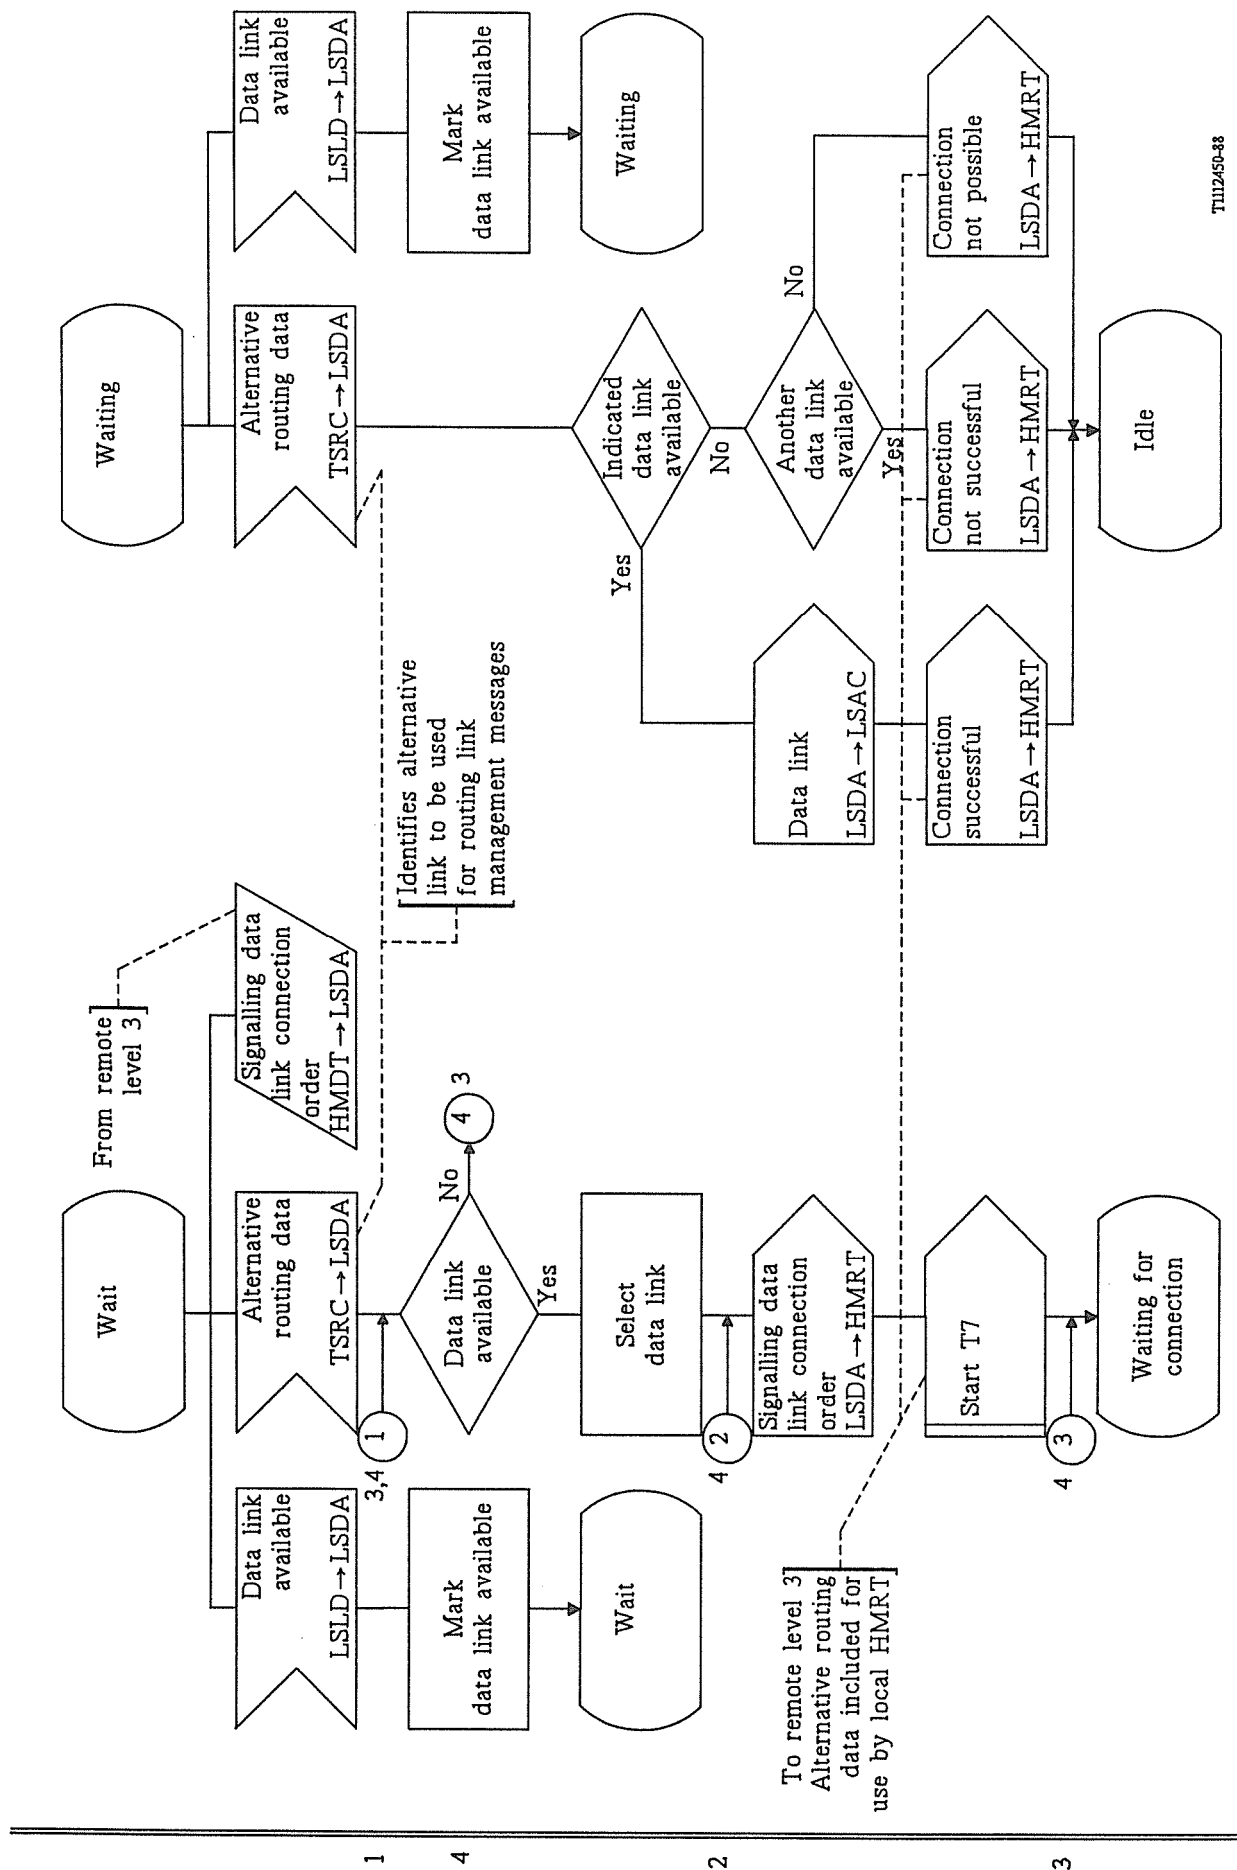 Wait
From remote
level 3
Data link
available
LSLD→LSDA
Alternative
routing data
TSRC→LSDA
Signalling data
link connection
order
HMDT→LSDA
1
3,4
1
Mark
data link available
Data link
available
No
4
3
4
Yes
Identifies alternative
link to be used
for routing link
management messages
Wait
Select
data link
2
2
4
To remote level 3
Alternative routing
data included for
use by local HMRT
Signalling data
link connection
order
LSDA→HMRT
Start T7
3
3
4
Waiting for
connection
Waiting
Alternative
routing data
TSRC→LSDA
Data link
available
LSLD→LSDA
Mark
data link available
Waiting
Indicated
data link
available
Yes
No
Data link
LSDA→LSAC
Another
data link
available
No
Yes
Connection
successful
LSDA→HMRT
Connection
not successful
LSDA→HMRT
Connection
not possible
LSDA→HMRT
Idle
T1112450-88